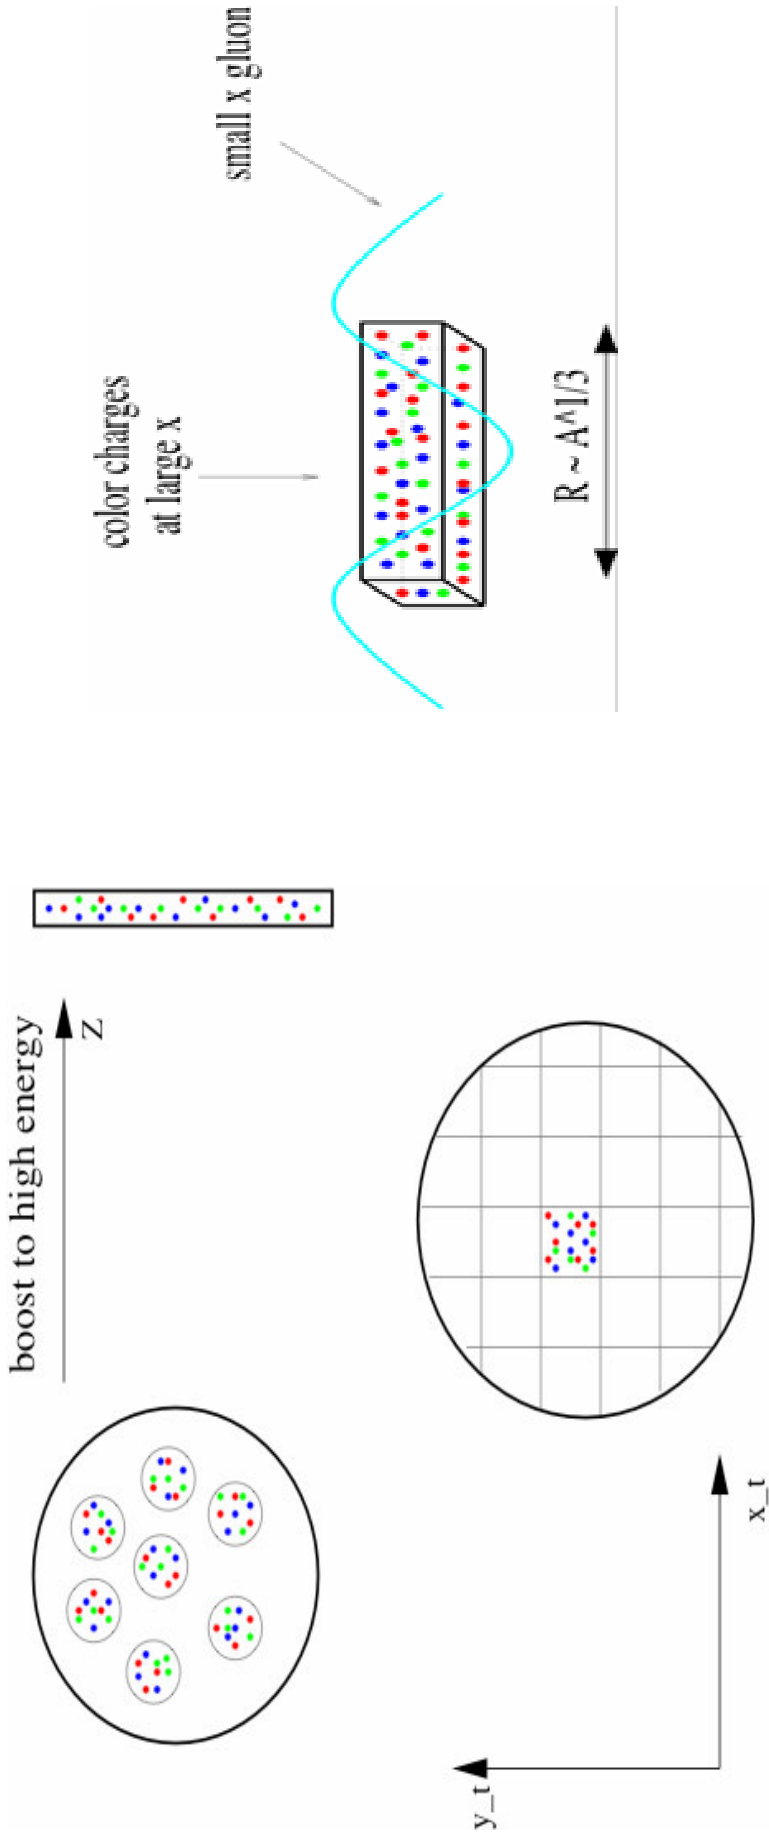 boost to high energy
Z
y_t
x_t
color charges
at large x
small x gluon
R ~ A^1/3